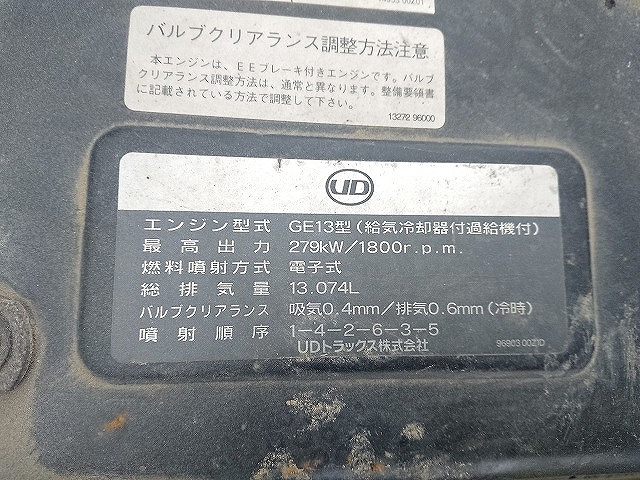 バルブクリアランス調整方法注意
本エンジンは、EEブレーキ付きエンジンです。バルブ
クリアランス調整方法は、通常と異なります。整備要領書
に記載されている方法で調整して下さい。
13272 96000
UD
エンジン型式 GE13型(給気冷却器付過給機付)
最高出力 279kW/1800r.p.m.
燃料噴射方式 電子式
総排気量 13.074L
バルブクリアランス 吸気0.4mm/排気0.6mm(冷時)
噴射順序 1-4-2-6-3-5
UDトラックス株式会社
96903 00Z1D